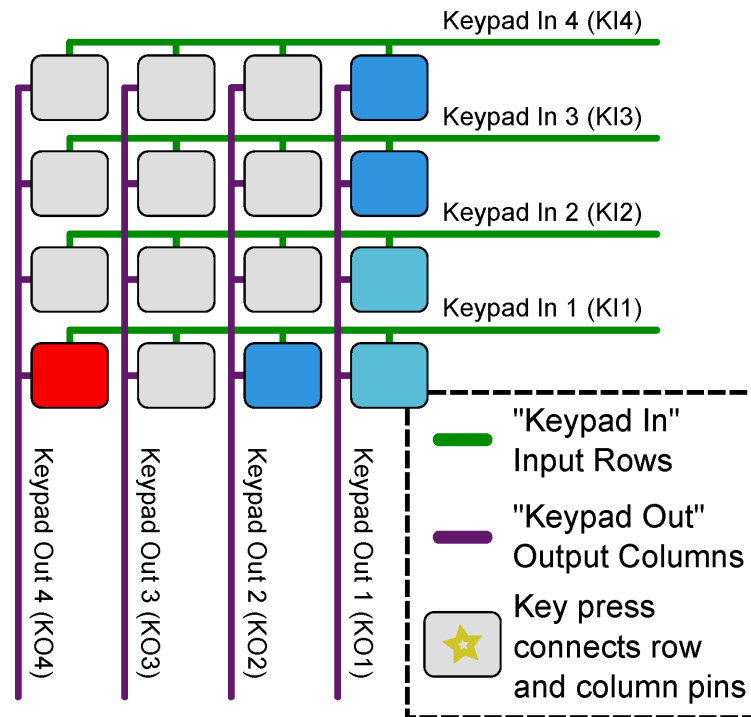 Keypad In 4 (KI4)
Keypad In 3 (KI3)
Keypad In 2 (KI2)
Keypad In 1 (KI1)
Keypad Out 4 (KO4)
Keypad Out 3 (KO3)
Keypad Out 2 (KO2)
Keypad Out 1 (KO1)
"Keypad In"
Input Rows
"Keypad Out"
Output Columns
Key press
connects row
and column pins